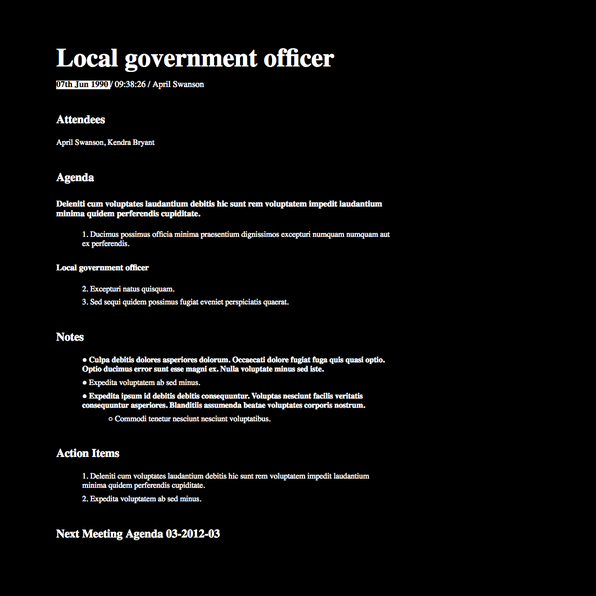 Local government officer
07th Jun 1990 / 09:38:26 / April Swanson
Attendees
April Swanson, Kendra Bryant
Agenda
Deleniti cum voluptates laudantium debitis hic sunt rem voluptatem impedit laudantium
minima quidem perferendis cupiditate.
1. Ducimus possimus officia minima praesentium dignissimos excepturi numquam numquam aut
ex perferendis.
Local government officer
2. Excepturi natus quisquam.
3. Sed sequi quidem possimus fugiat eveniet perspiciatis quaerat.
Notes
● Culpa debitis dolores asperiores dolorum. Occaecati dolore fugiat fuga quis quasi optio.
Optio ducimus error sunt esse magni ex. Nulla voluptate minus sed iste.
● Expedita voluptatem ab sed minus.
● Expedita ipsum id debitis debitis consequuntur. Voluptas nesciunt facilis veritatis
consequuntur asperiores. Blanditiis assumenda beatae voluptates corporis nostrum.
○ Commodi tenetur nesciunt nesciunt voluptatibus.
Action Items
1. Deleniti cum voluptates laudantium debitis hic sunt rem voluptatem impedit laudantium
minima quidem perferendis cupiditate.
2. Expedita voluptatem ab sed minus.
Next Meeting Agenda 03-2012-03